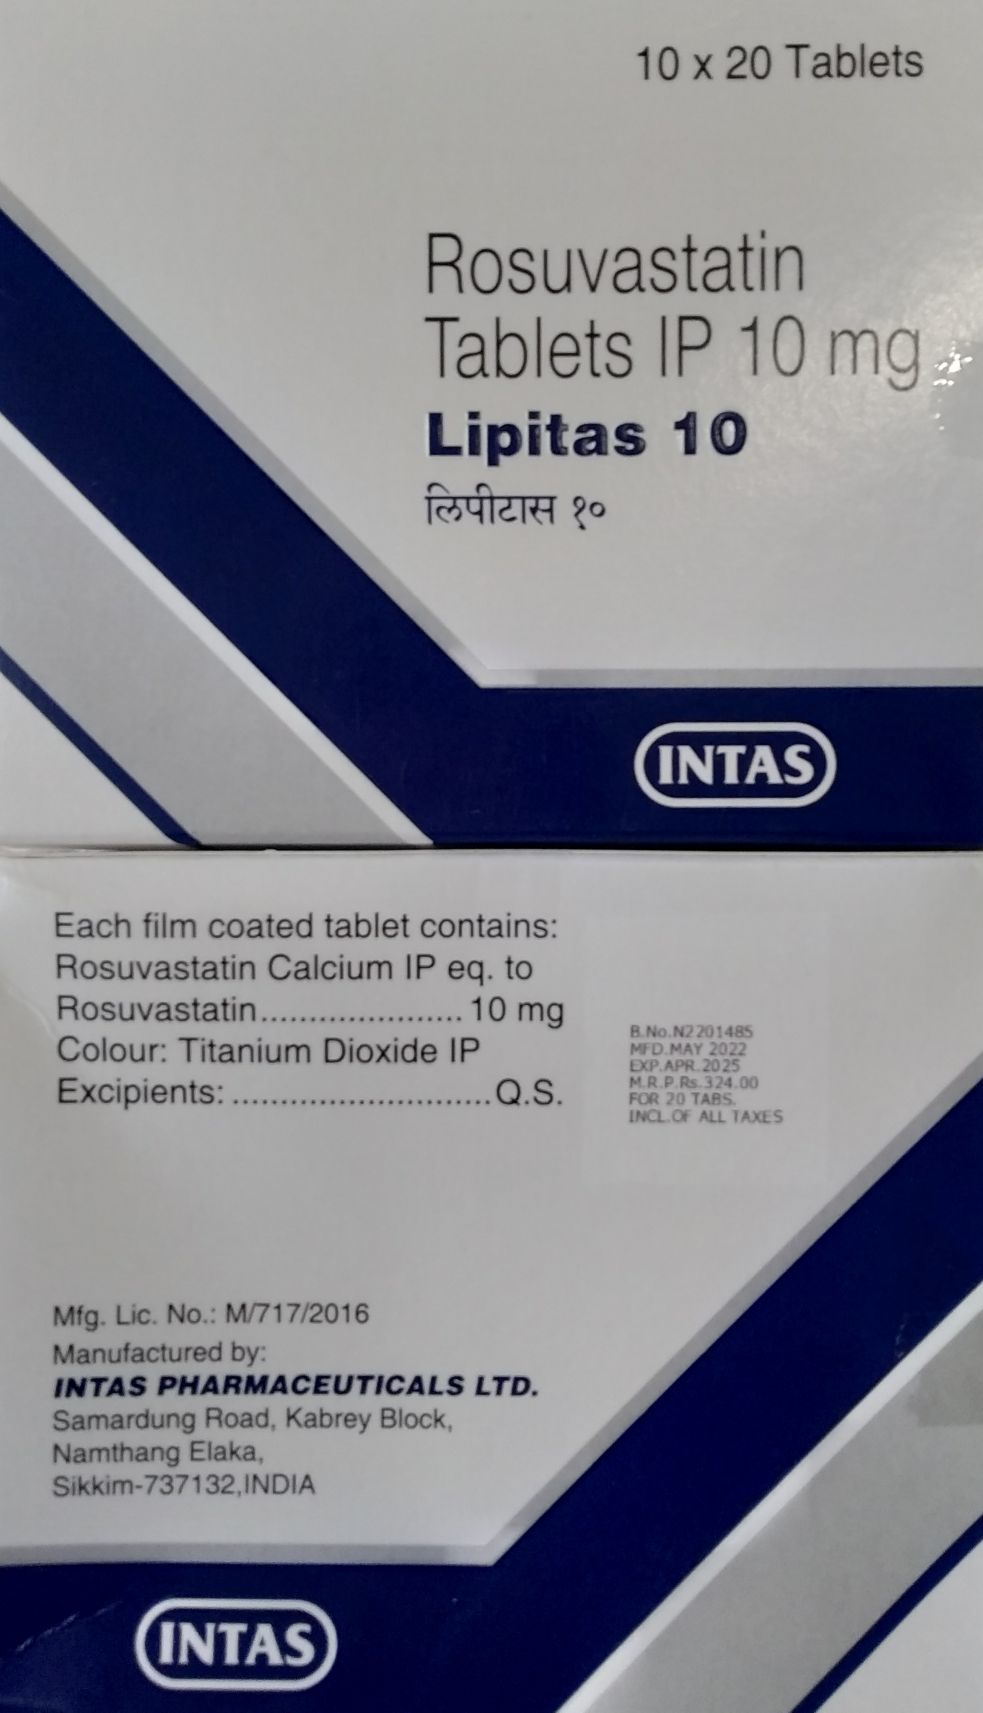 10 x 20 Tablets
Rosuvastatin
Tablets IP 10 mg
Lipitas 10
लिपीटास १०
INTAS
Each film coated tablet contains:
Rosuvastatin Calcium IP eq. to
Rosuvastatin..................... 10 mg
Colour: Titanium Dioxide IP
Excipients: ...........................Q.S.
B.No.N2201485
MFD.MAY 2022
EXP.APR.2025
M.R.P.Rs.324.00
FOR 20 TABS.
INCL.OF ALL TAXES
Mfg. Lic. No.: M/717/2016
Manufactured by:
INTAS PHARMACEUTICALS LTD.
Samardung Road, Kabrey Block,
Namthang Elaka,
Sikkim-737132,INDIA
INTAS